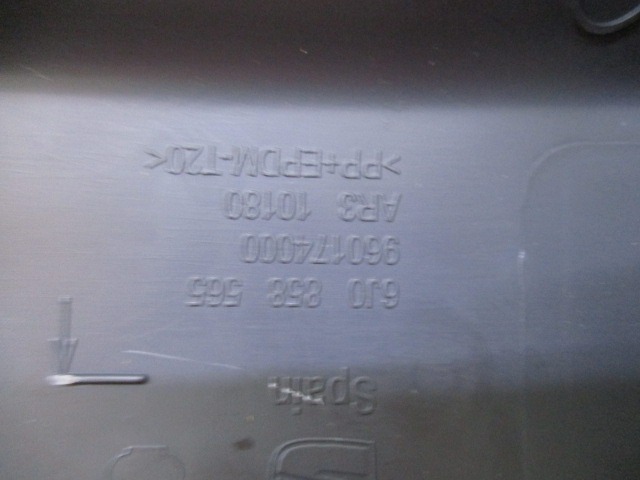 Spain
6J0 858 565
960174000
AR3 10180
>PP+EPDM-T20<